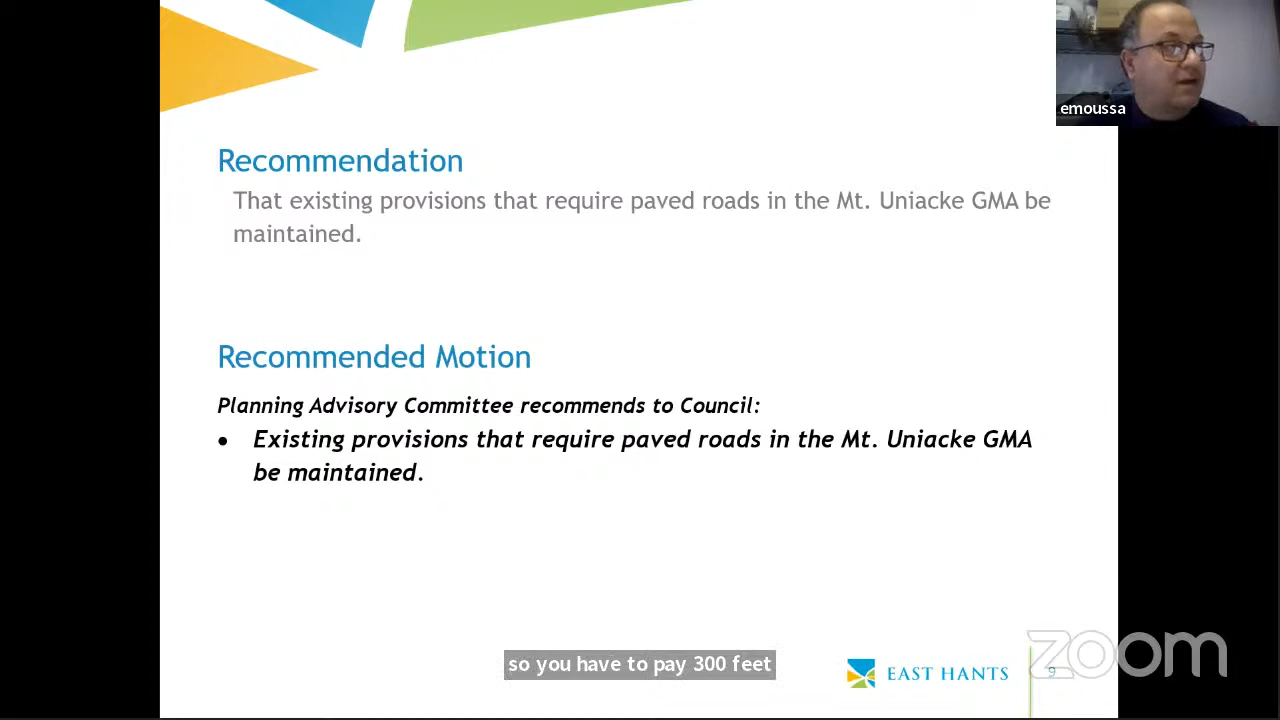 emoussa
Recommendation
That existing provisions that require paved roads in the Mt. Uniacke GMA be
maintained.
Recommended Motion
Planning Advisory Committee recommends to Council:
• Existing provisions that require paved roads in the Mt. Uniacke GMA
be maintained.
so you have to pay 300 feet
EAST HANTS
9
zoom